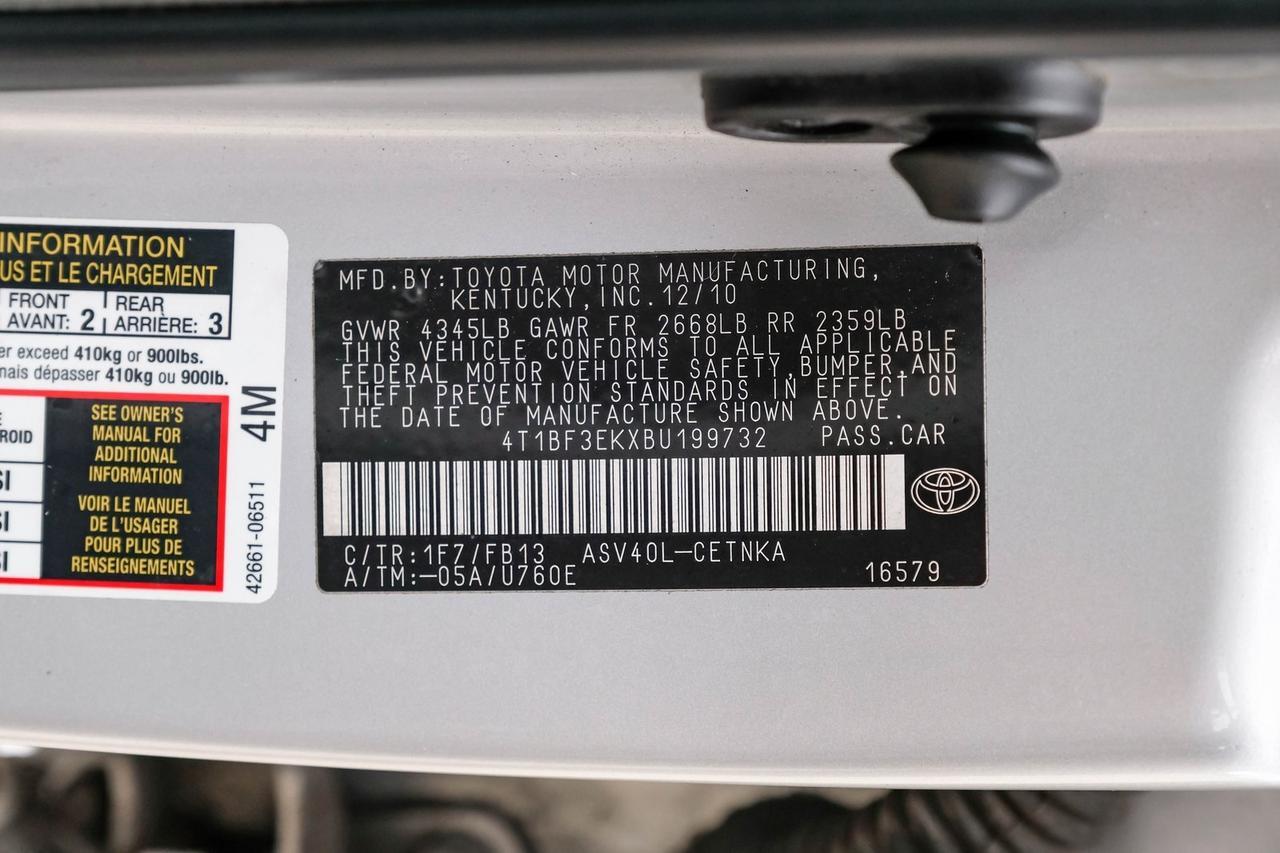 INFORMATION
US ET LE CHARGEMENT
FRONT
AVANT: 2
REAR
ARRIÈRE: 3
er exceed 410kg or 900lbs.
mais dépasser 410kg ou 900lb.
SEE OWNER'S
MANUAL FOR
ADDITIONAL
INFORMATION
VOIR LE MANUEL
DE L'USAGER
POUR PLUS DE
RENSEIGNEMENTS
4M
42661-06511
MFD.BY:TOYOTA MOTOR MANUFACTURING,
KENTUCKY,INC.12/10
GVWR 4345LB GAWR FR 2668LB RR 2359LB
THIS VEHICLE CONFORMS TO ALL APPLICABLE
FEDERAL MOTOR VEHICLE SAFETY,BUMPER,AND
THEFT PREVENTION STANDARDS IN EFFECT ON
THE DATE OF MANUFACTURE SHOWN ABOVE.
4T1BF3EKXBU199732 PASS.CAR
C/TR:1F7/FB13 ASV40L-CETNKA
A/TM:-05A/U760E 16579